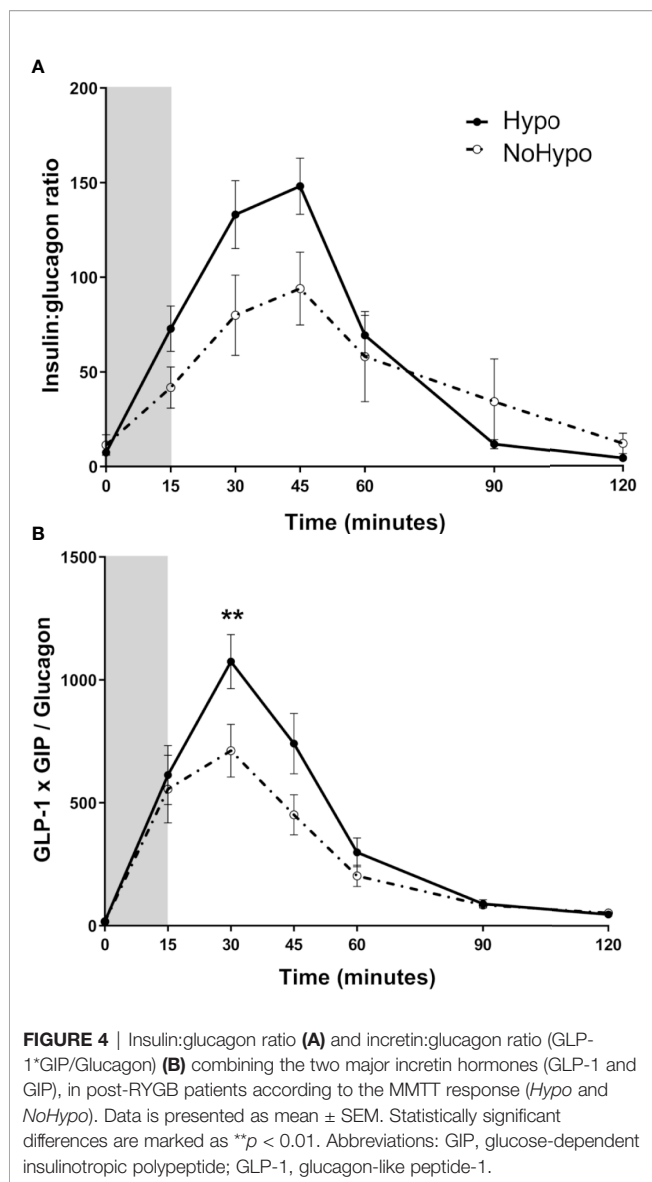 A
200
150
100
50
0
Insulin:glucagon ratio
Hypo
NoHypo
0 15 30 45 60 90 120
Time (minutes)
B
1500
1000
500
0
GLP-1 x GIP / Glucagon
**
0 15 30 45 60 90 120
Time (minutes)
FIGURE 4 | Insulin:glucagon ratio (A) and incretin:glucagon ratio (GLP-
1*GIP/Glucagon) (B) combining the two major incretin hormones (GLP-1 and
GIP), in post-RYGB patients according to the MMTT response (Hypo and
NoHypo). Data is presented as mean ± SEM. Statistically significant
differences are marked as **p < 0.01. Abbreviations: GIP, glucose-dependent
insulinotropic polypeptide; GLP-1, glucagon-like peptide-1.